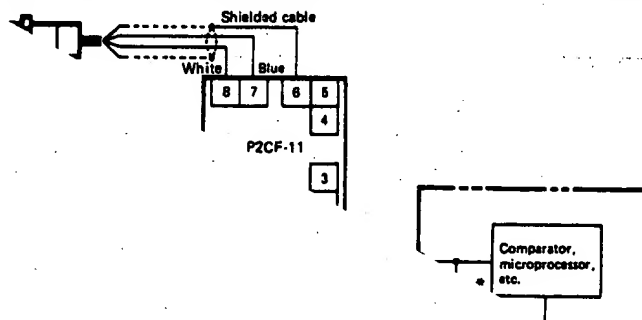 Shielded cable
White Blue
8 7 6 5
4
P2CF-11
3
Comparator,
microprocessor,
etc.
*